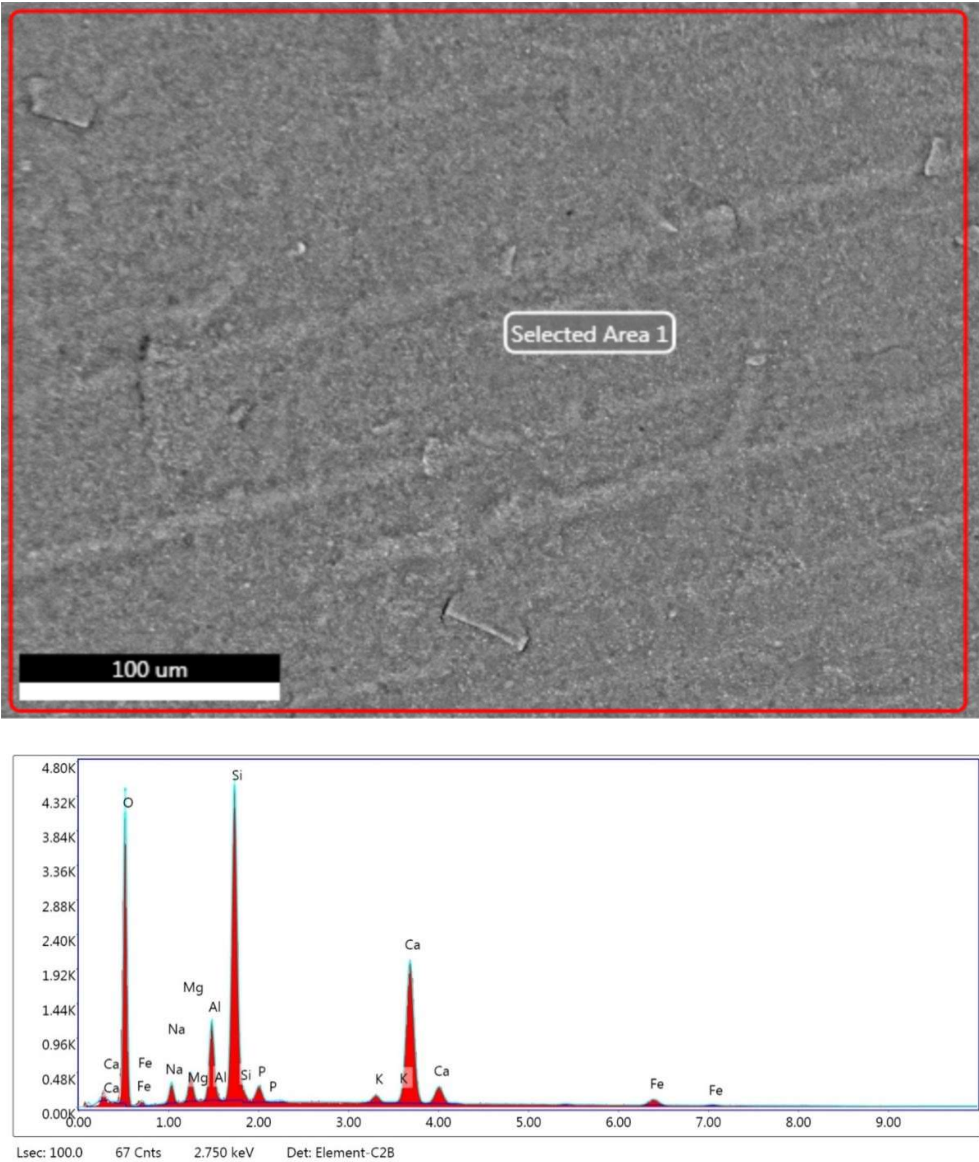 Selected Area 1
100 um
4.80K
Si
4.32K
O
3.84K
3.36K
2.88K
2.40K
Ca
1.92K
Mg
1.44K
Al
Na
0.96K
Ca Fe
Na Mg Al Si P K K Ca
0.48K
Ca Fe P Fe Fe
0.00K
0.00 1.00 2.00 3.00 4.00 5.00 6.00 7.00 8.00 9.00
Lsec: 100.0 67 Cnts 2.750 keV Det: Element-C2B